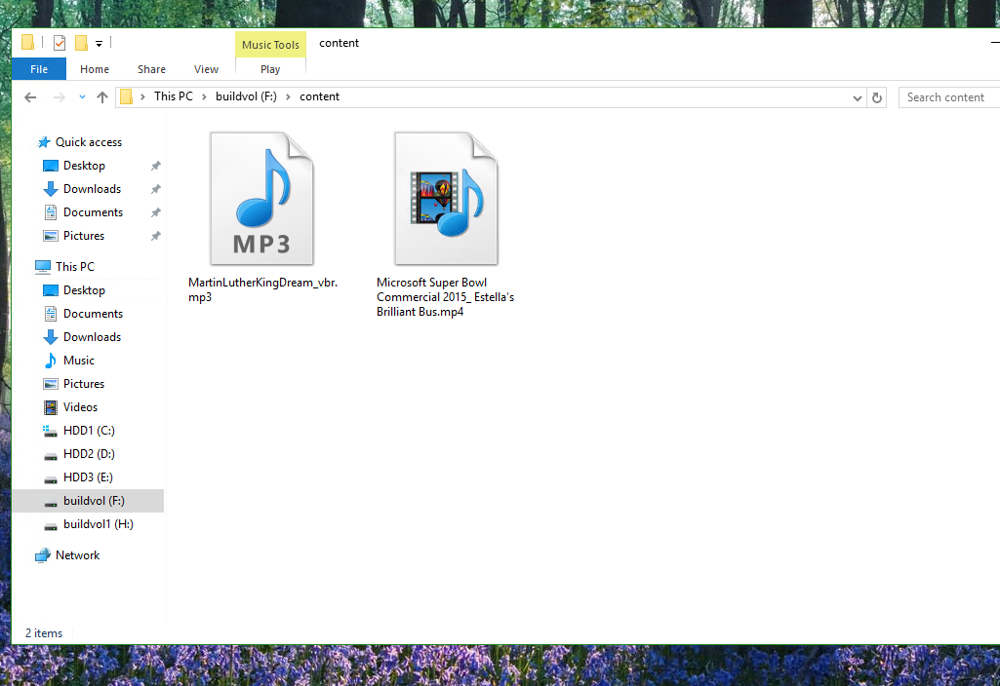 Music Tools content
File Home Share View Play
This PC buildvol (F:) content Search content
Quick access
Desktop
Downloads
Documents
Pictures
This PC
Desktop
Documents
Downloads
Music
Pictures
Videos
HDD1 (C:)
HDD2 (D:)
HDD3 (E:)
buildvol (F:)
buildvol1 (H:)
Network
MP3
MartinLutherKingDream_vbr.
mp3
Microsoft Super Bowl
Commercial 2015_ Estella’s
Brilliant Bus.mp4
2 items